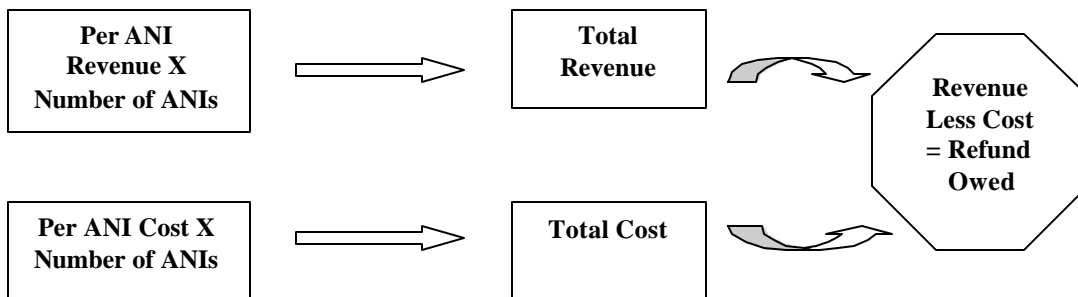 Per ANI
Revenue X
Number of ANIs
Total
Revenue
Revenue
Less Cost
= Refund
Owed
Per ANI Cost X
Number of ANIs
Total Cost